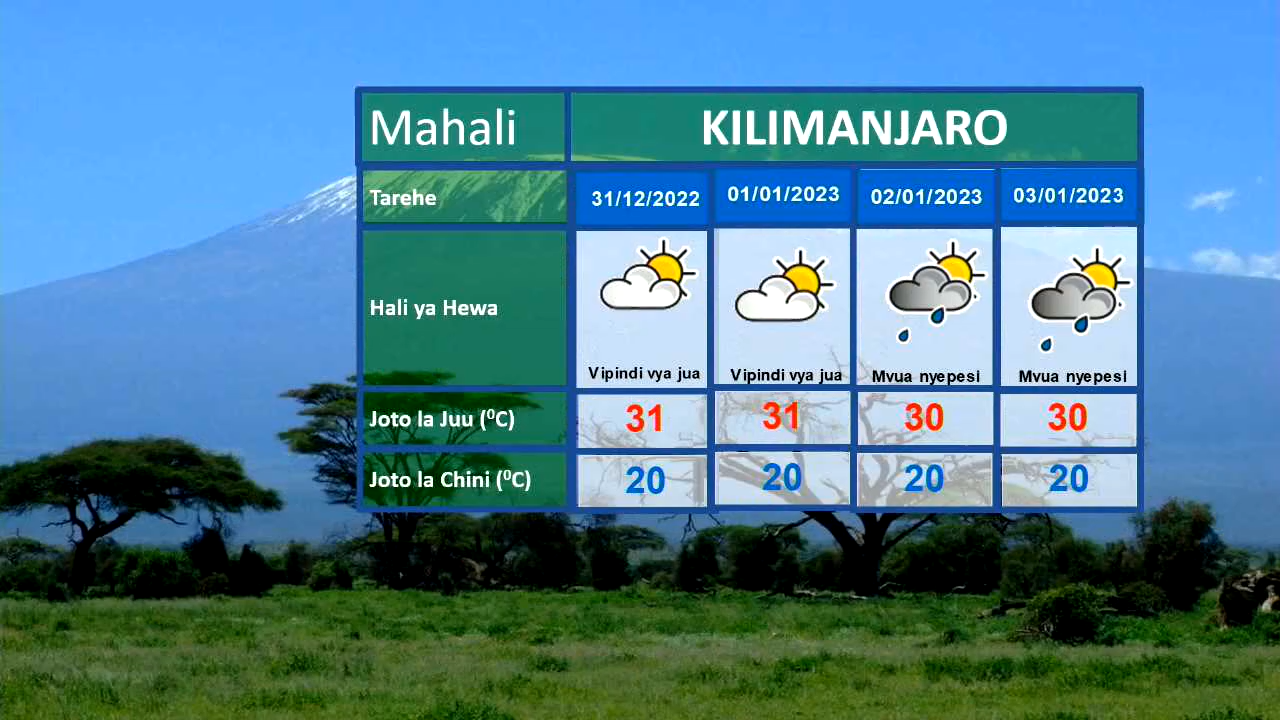 Mahali KILIMANJARO
Tarehe 31/12/2022 01/01/2023 02/01/2023 03/01/2023
Hali ya Hewa Vipindi vya jua Vipindi vya jua Mvua nyepesi Mvua nyepesi
Joto la Juu (⁰C) 31 31 30 30
Joto la Chini (⁰C) 20 20 20 20